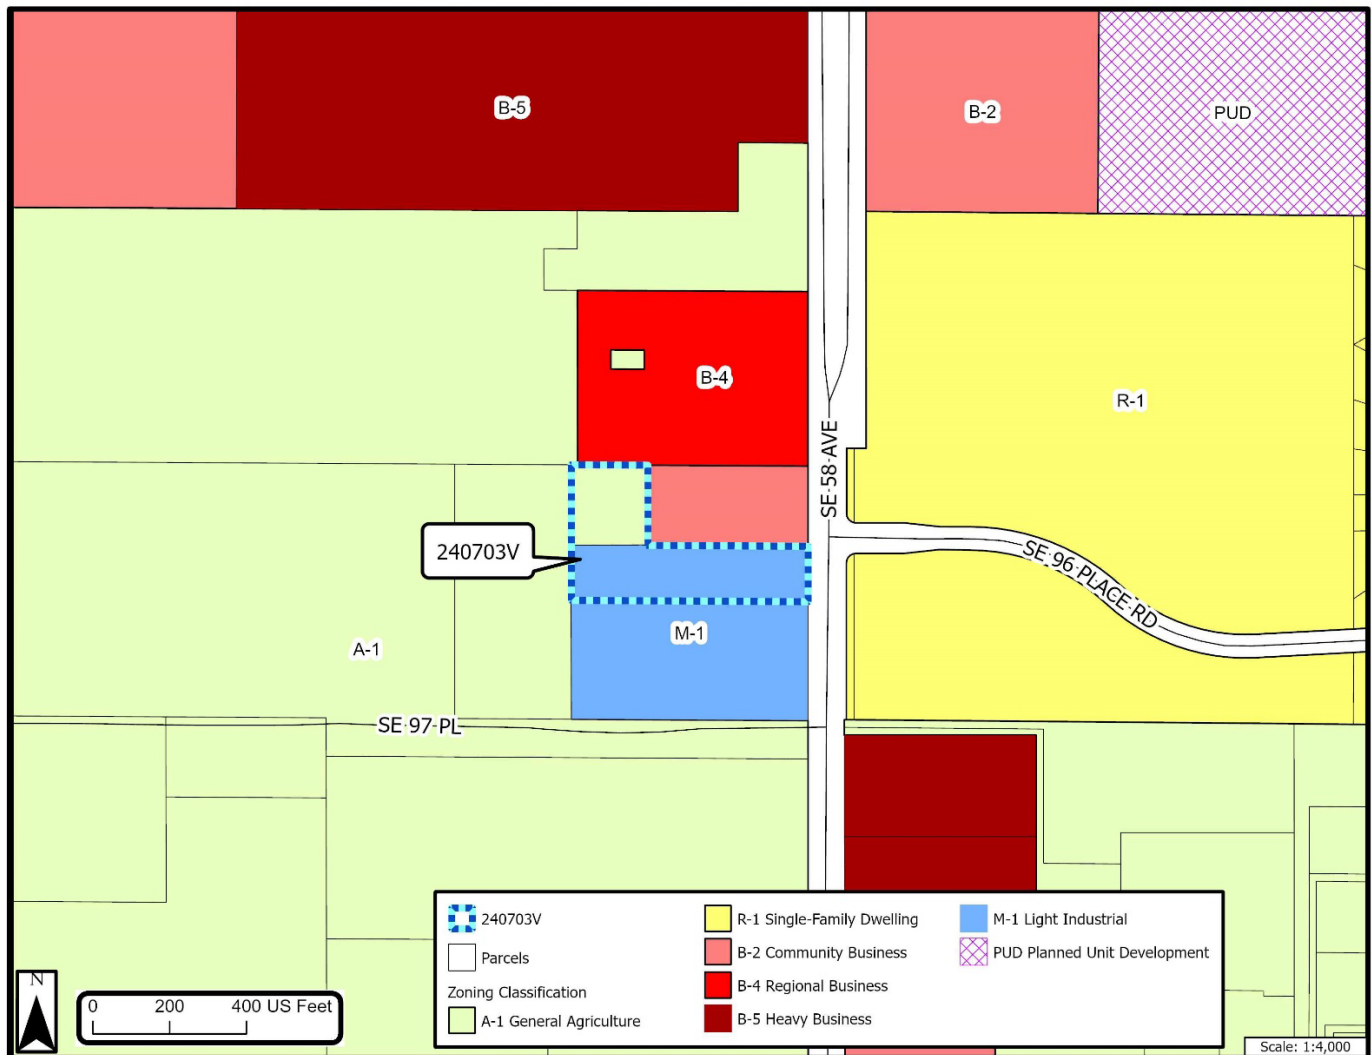 B-5
B-2
PUD
B-4
R-1
SE 58 AVE
240703V
SE 96 PLACE RD
M-1
A-1
SE 97 PL
240703V
Parcels
Zoning Classification
A-1 General Agriculture
R-1 Single-Family Dwelling
B-2 Community Business
B-4 Regional Business
B-5 Heavy Business
M-1 Light Industrial
PUD Planned Unit Development
N
0 200 400 US Feet
Scale: 1:4,000